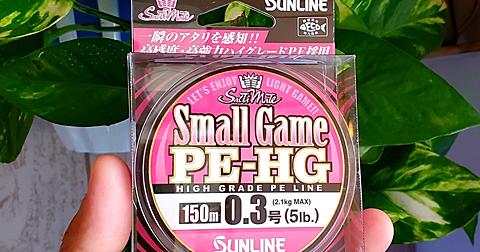 SaltiMate
SUNLINE
一瞬のアタリを感知!!
高感度・高強力ハイグレードPE採用
LET'S ENJOY LIGHT GAME!!
SaltiMate
Small Game
PE-HG
HIGH GRADE PE LINE
(2.1kg MAX)
150m 0.3号(5lb.)
SUNLINE